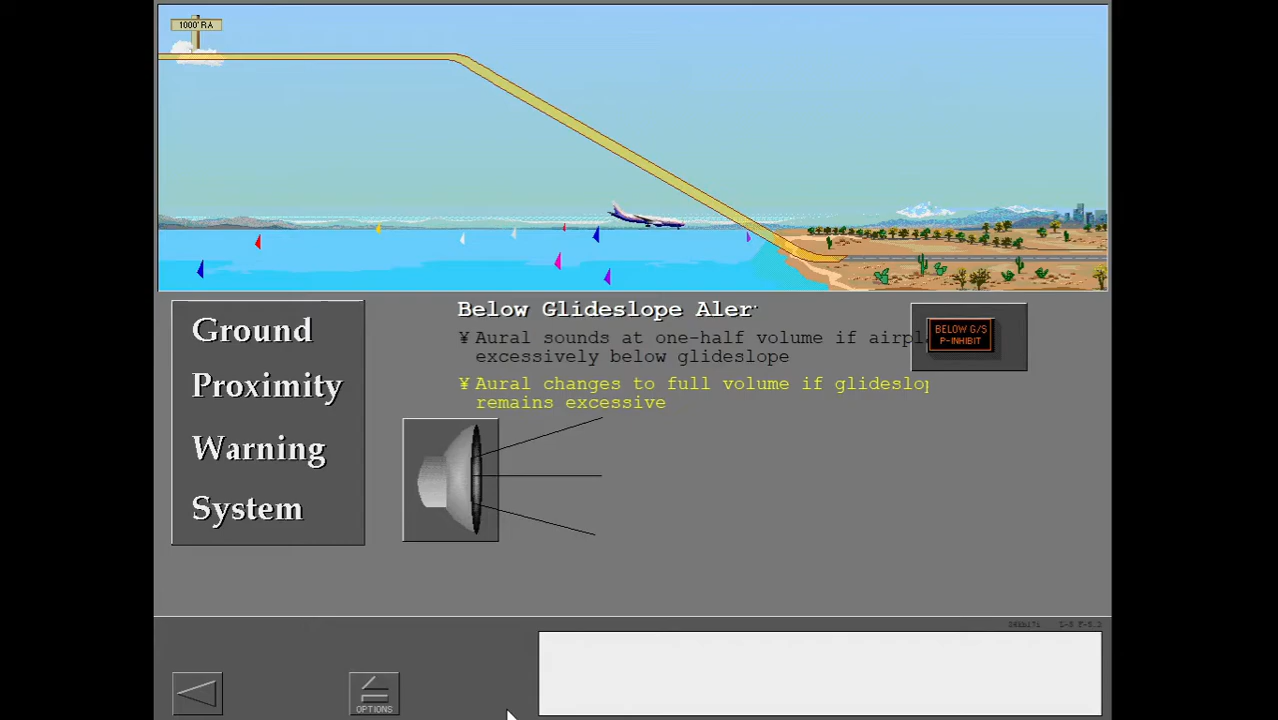 1000' RA
Below Glideslope Aler
¥ Aural sounds at one-half volume if airpl
excessively below glideslope
¥ Aural changes to full volume if glideslop
remains excessive
BELOW G/S
P-INHIBIT
Ground
Proximity
Warning
System
OPTIONS